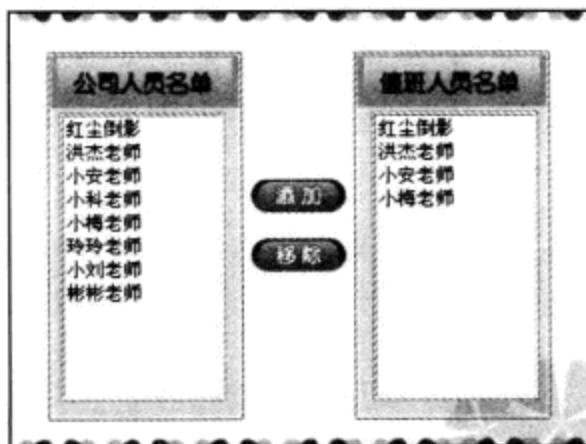 公司人员名单
红尘倒影
洪杰老师
小安老师
小科老师
小梅老师
玲玲老师
小刘老师
彬彬老师
添加
移除
值班人员名单
红尘倒影
洪杰老师
小安老师
小梅老师